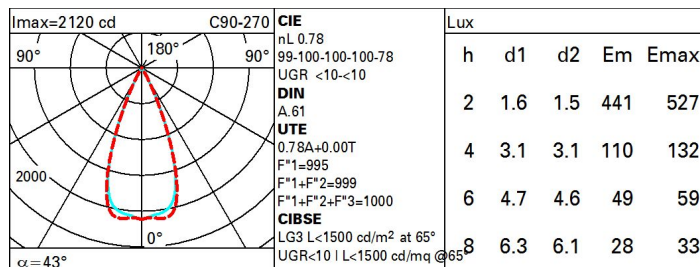 Imax=2120 cd C90-270
90° 180° 90°
2000
0°
α=43°
CIE
nL 0.78
99-100-100-100-78
UGR <10-<10
DIN
A.61
UTE
0.78A+0.00T
F"1=995
F"1+F"2=999
F"1+F"2+F"3=1000
CIBSE
LG3 L<1500 cd/m² at 65°
UGR<10 | L<1500 cd/mq @65°
Lux
h d1 d2 Em Emax
2 1.6 1.5 441 527
4 3.1 3.1 110 132
6 4.7 4.6 49 59
8 6.3 6.1 28 33